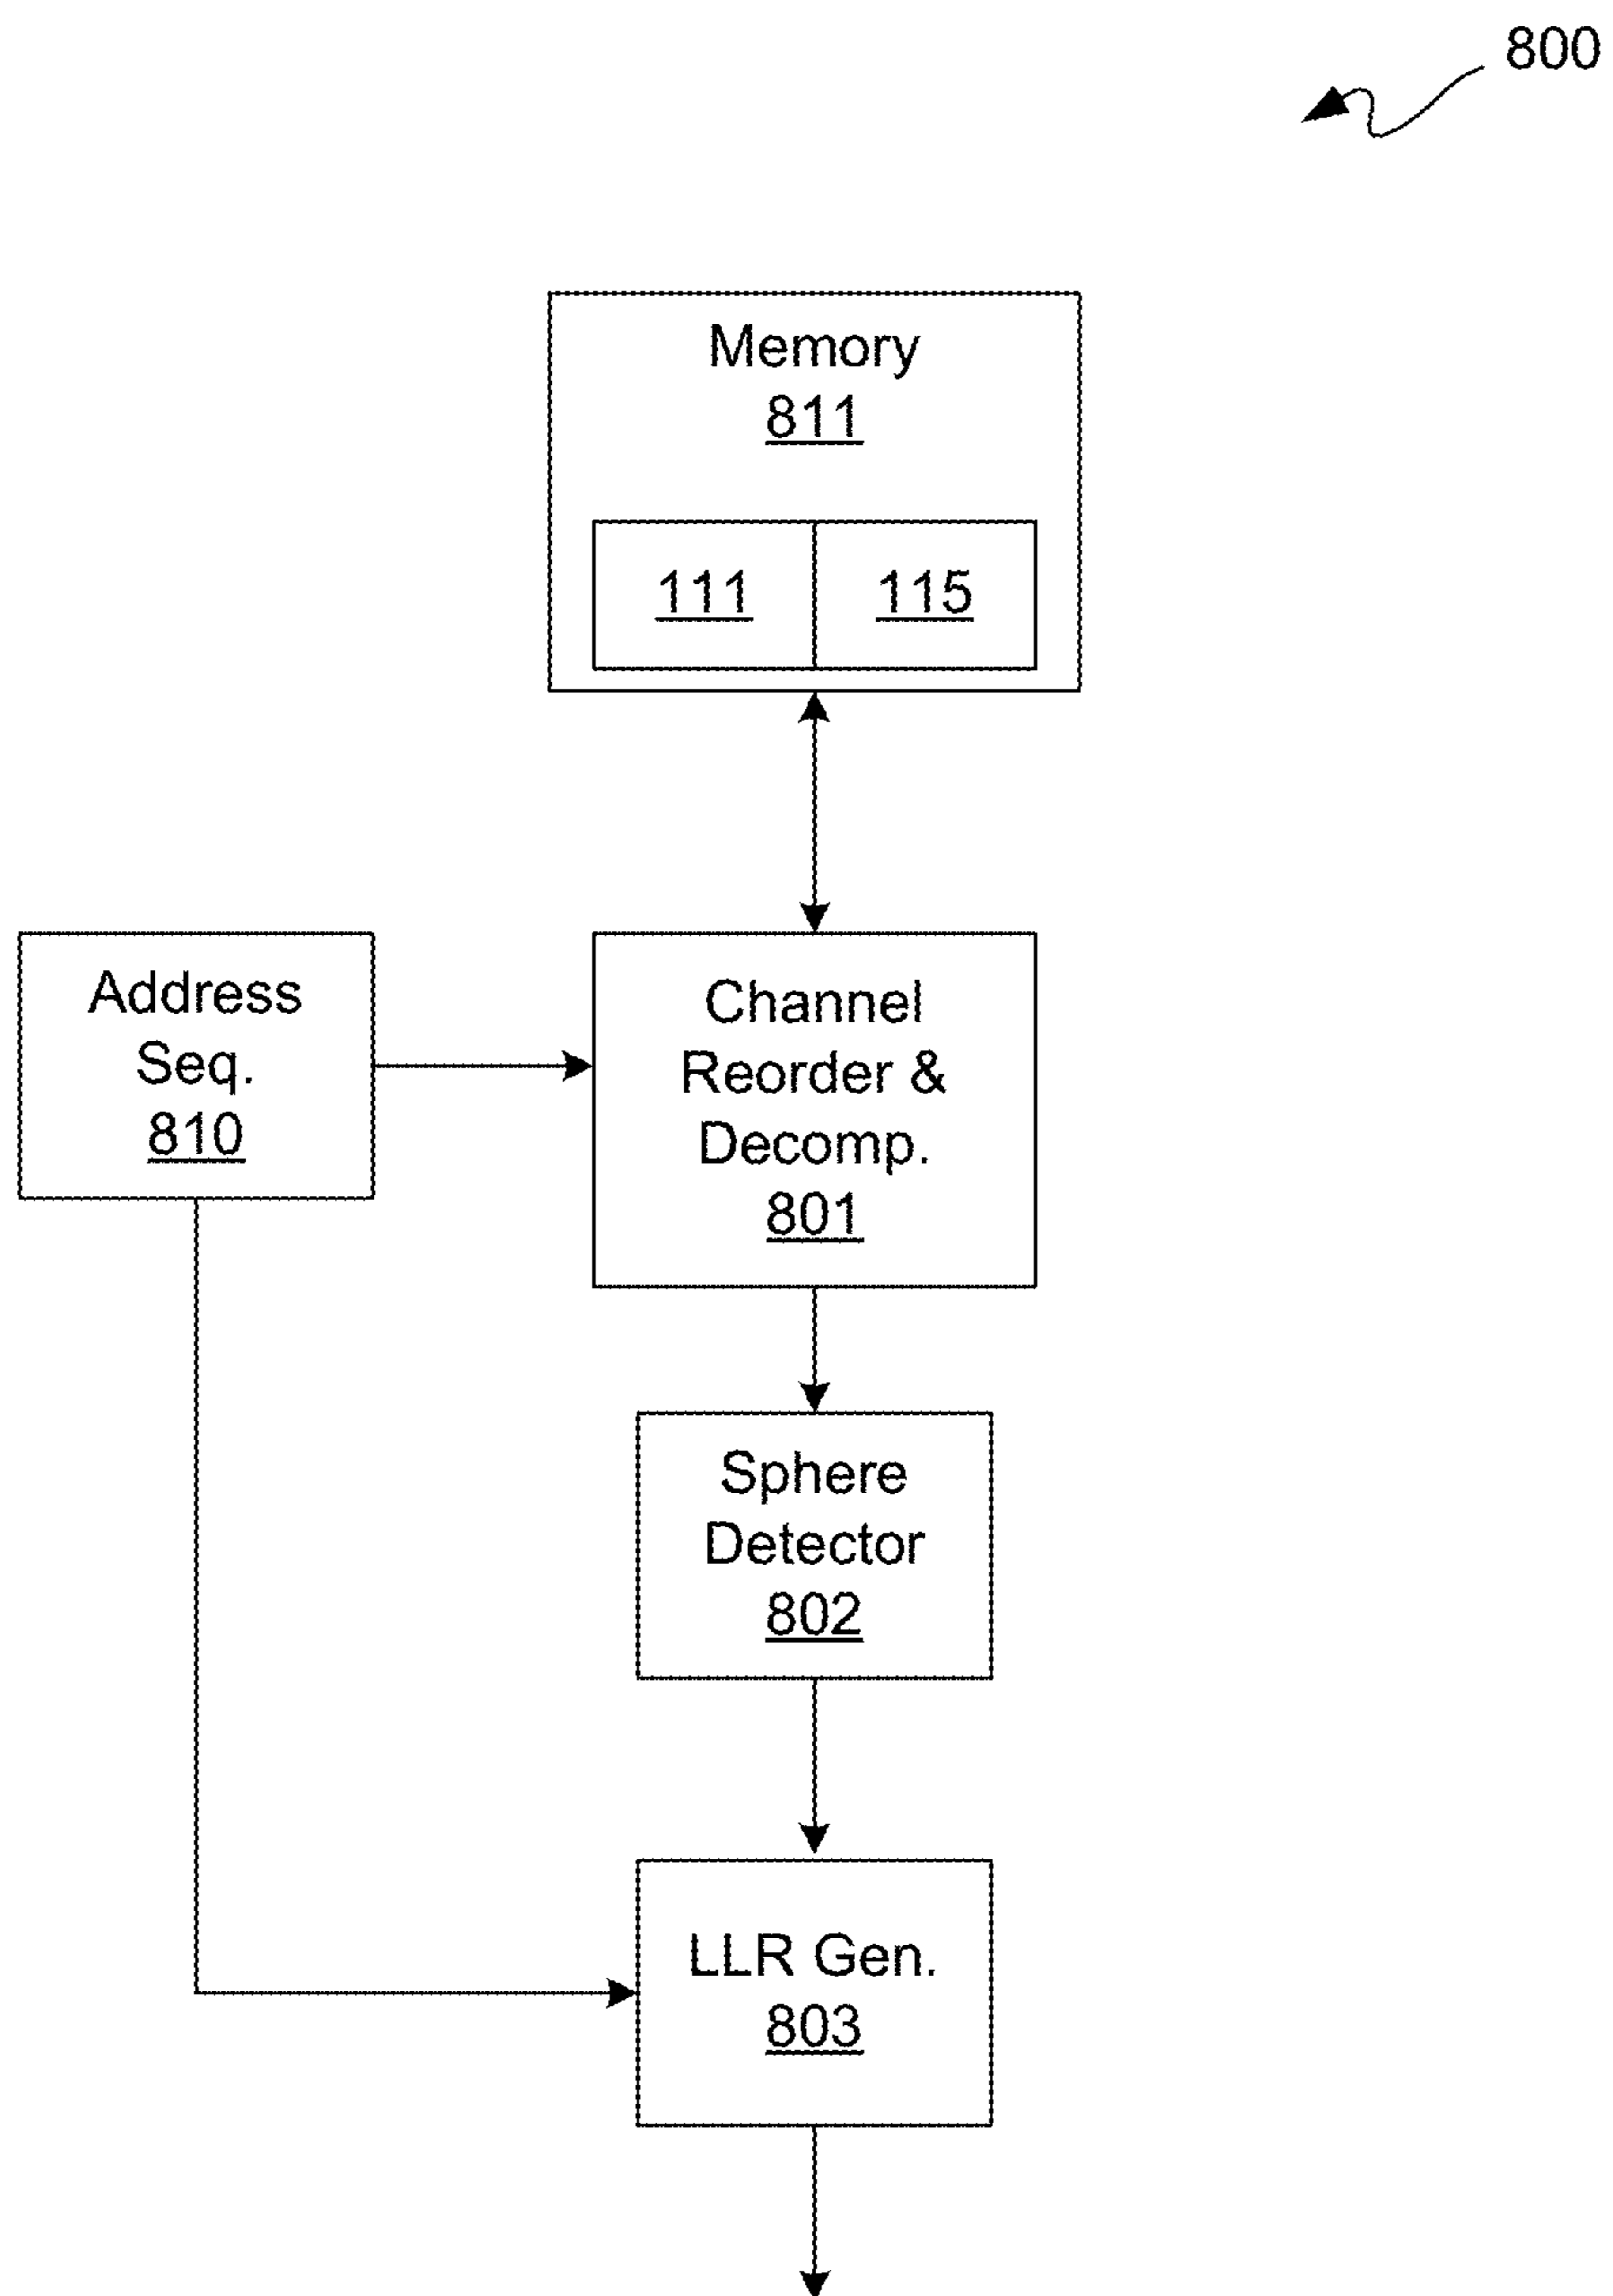 800
Memory
811
111 115
Address
Seq.
810
Channel
Reorder &
Decomp.
801
Sphere
Detector
802
LLR Gen.
803